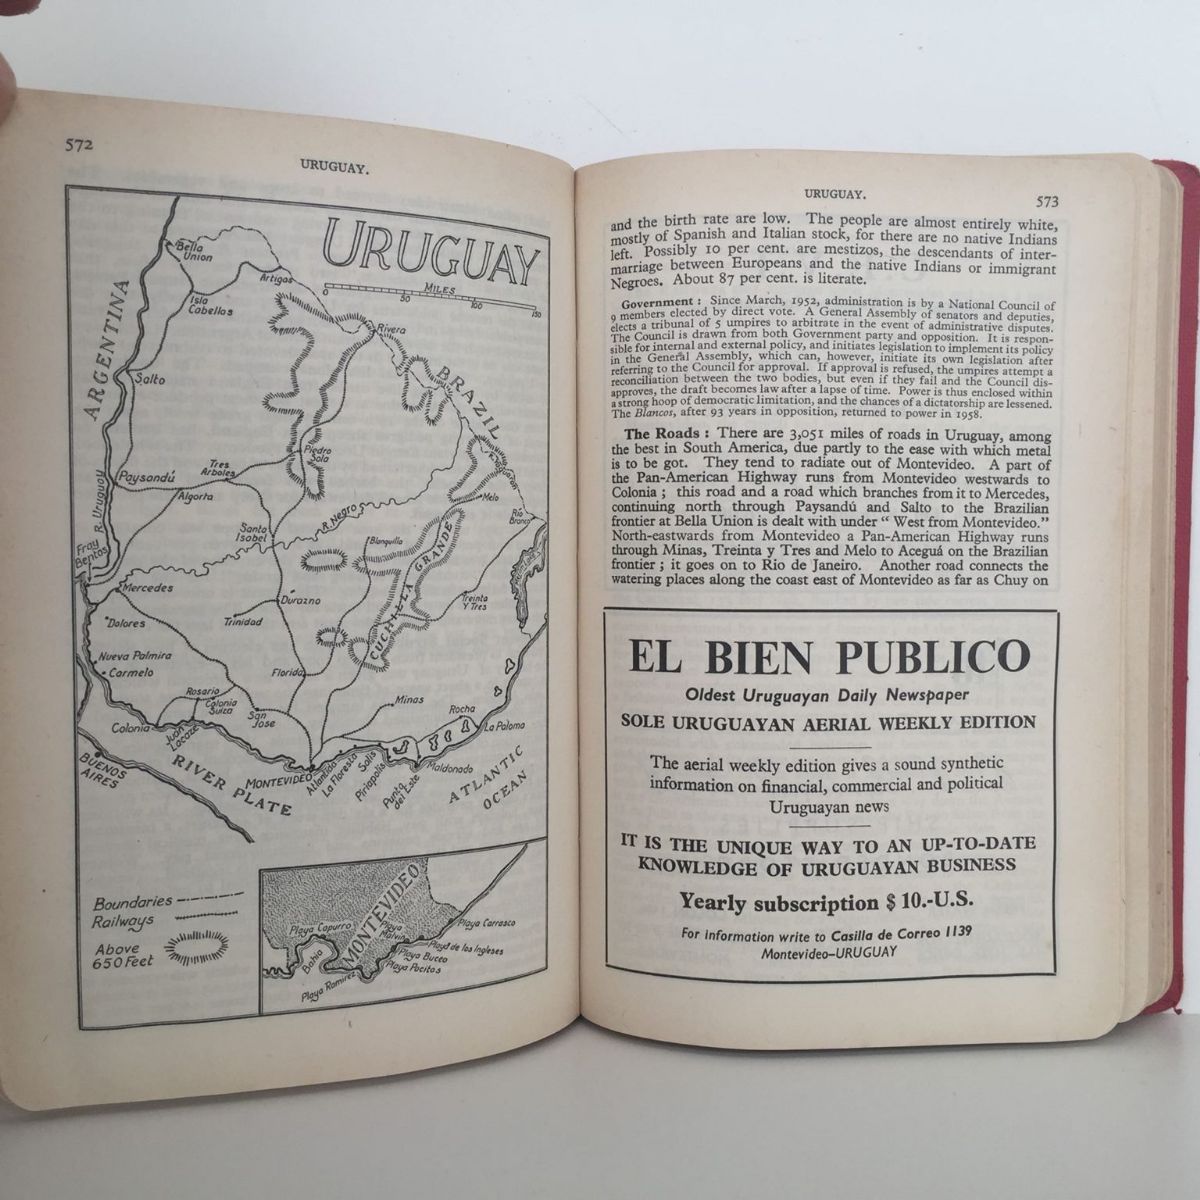 572
URUGUAY.
URUGUAY
MILES
0 50 100 150
Bella
Union
Artigas
Isla
Cabellos
Rivera
ARGENTINA
BRAZIL
Salto
Piedra
Sola
Tres
Arboles
Paysandú
Algorta
R. Uruguay
Melo
Rio
Branco
R. Negro
Santa
Isobel
Blanquillo
Fray
Bentos
CUCHILLA GRANDE
Mercedes
Durazno
Treinta
Y Tres
Dolores
Trinidad
Nueva Palmira
Carmelo
Florida
Minas
Rosario
Colonia
Suiza
San
Jose
Rocha
Colonia
Juan
Lacaze
La Paloma
BUENOS
AIRES
RIVER PLATE
MONTEVIDEO
Atlantida
La Floresta
Solis
Piriapolis
Punta
del Este
Maldonado
ATLANTIC
OCEAN
Boundaries
Railways
Above
650 Feet
MONTEVIDEO
Playa Capurro
Bahia
Playa Ramirez
Playa
Malvin
Playa Carrasco
Playa de los Ingleses
Playa Buceo
Playa Pocitos
URUGUAY.
573
and the birth rate are low. The people are almost entirely white,
mostly of Spanish and Italian stock, for there are no native Indians
left. Possibly 10 per cent. are mestizos, the descendants of inter-
marriage between Europeans and the native Indians or immigrant
Negroes. About 87 per cent. is literate.
Government : Since March, 1952, administration is by a National Council of
9 members elected by direct vote. A General Assembly of senators and deputies,
elects a tribunal of 5 umpires to arbitrate in the event of administrative disputes.
The Council is drawn from both Government party and opposition. It is respon-
sible for internal and external policy, and initiates legislation to implement its policy
in the General Assembly, which can, however, initiate its own legislation after
referring to the Council for approval. If approval is refused, the umpires attempt a
reconciliation between the two bodies, but even if they fail and the Council dis-
approves, the draft becomes law after a lapse of time. Power is thus enclosed within
a strong hoop of democratic limitation, and the chances of a dictatorship are lessened.
The Blancos, after 93 years in opposition, returned to power in 1958.
The Roads : There are 3,051 miles of roads in Uruguay, among
the best in South America, due partly to the ease with which metal
is to be got. They tend to radiate out of Montevideo. A part of
the Pan-American Highway runs from Montevideo westwards to
Colonia ; this road and a road which branches from it to Mercedes,
continuing north through Paysandú and Salto to the Brazilian
frontier at Bella Union is dealt with under “ West from Montevideo.”
North-eastwards from Montevideo a Pan-American Highway runs
through Minas, Treinta y Tres and Melo to Aceguá on the Brazilian
frontier ; it goes on to Rio de Janeiro. Another road connects the
watering places along the coast east of Montevideo as far as Chuy on
EL BIEN PUBLICO
Oldest Uruguayan Daily Newspaper
SOLE URUGUAYAN AERIAL WEEKLY EDITION
The aerial weekly edition gives a sound synthetic
information on financial, commercial and political
Uruguayan news
IT IS THE UNIQUE WAY TO AN UP-TO-DATE
KNOWLEDGE OF URUGUAYAN BUSINESS
Yearly subscription $ 10.-U.S.
For information write to Casilla de Correo 1139
Montevideo—URUGUAY